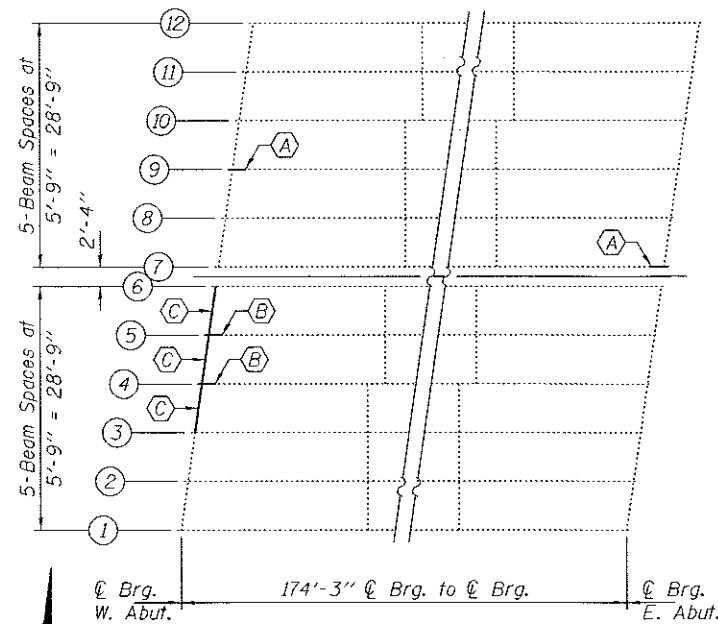 12
11
10
9
8
7
6
5
4
3
2
1
5-Beam Spaces at
5'-9" = 28'-9"
2'-4"
5-Beam Spaces at
5'-9" = 28'-9"
A
A
C
B
C
B
C
℄ Brg.
W. Abut.
174'-3" ℄ Brg. to ℄ Brg.
℄ Brg.
E. Abut.